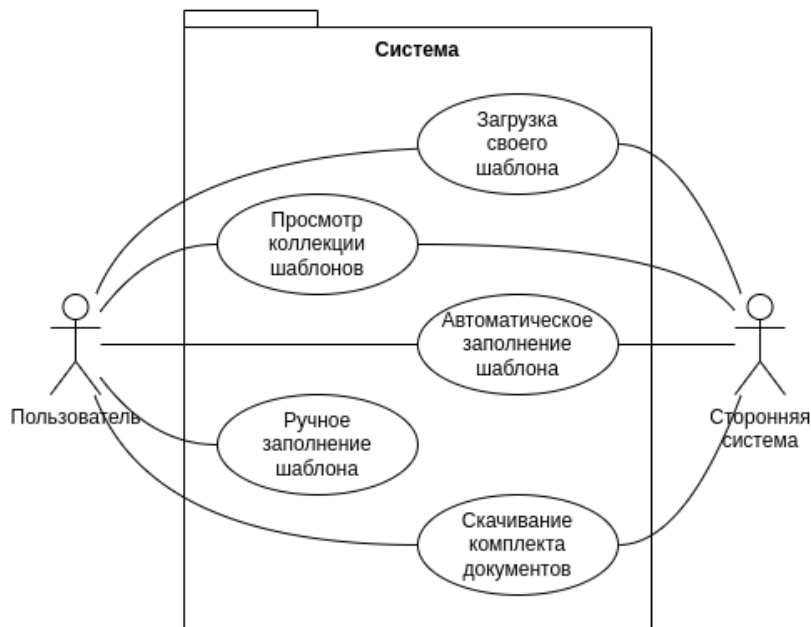 Система
Загрузка
своего
шаблона
Просмотр
коллекции
шаблонов
Автоматическое
заполнение
шаблона
Пользователь
Сторонняя
система
Ручное
заполнение
шаблона
Скачивание
комплекта
документов